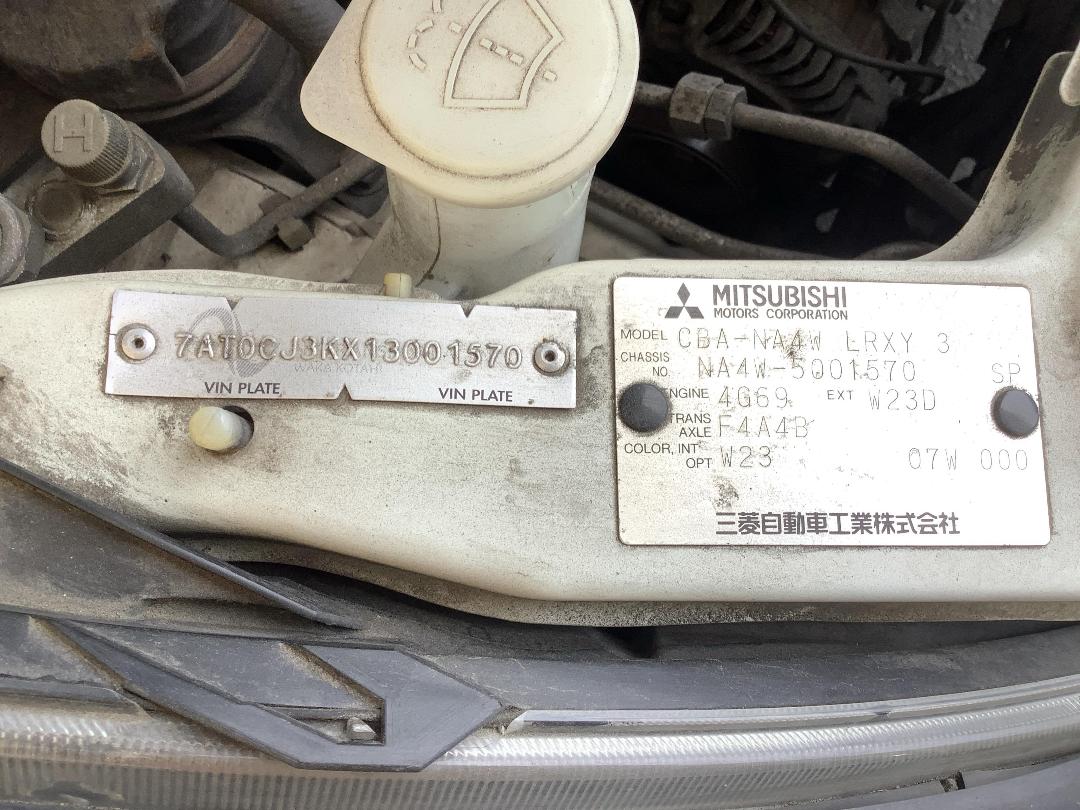 H
7AT0CJ3KX13001570
WAKA KOTAHI
VIN PLATE VIN PLATE
MITSUBISHI
MOTORS CORPORATION
MODEL CBA-NA4W LRXY 3
CHASSIS NO. NA4W-5001570 SP
ENGINE 4G69 EXT W23D
TRANS AXLE F4A4B
COLOR, INT OPT W23 07W 000
三菱自動車工業株式会社